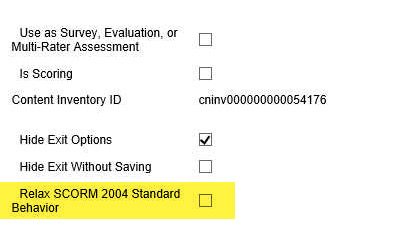 Use as Survey, Evaluation, or
Multi-Rater Assessment
Is Scoring
Content Inventory ID cninv000000000054176
Hide Exit Options
Hide Exit Without Saving
Relax SCORM 2004 Standard
Behavior